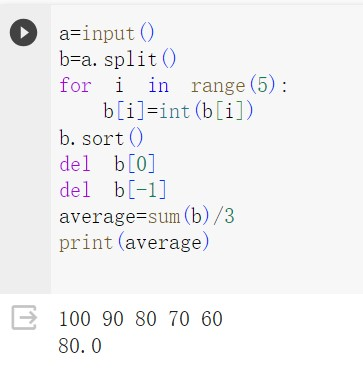 a=input()
b=a.split()
for i in range(5):
    b[i]=int(b[i])
b.sort()
del b[0]
del b[-1]
average=sum(b)/3
print(average)
100 90 80 70 60
80.0